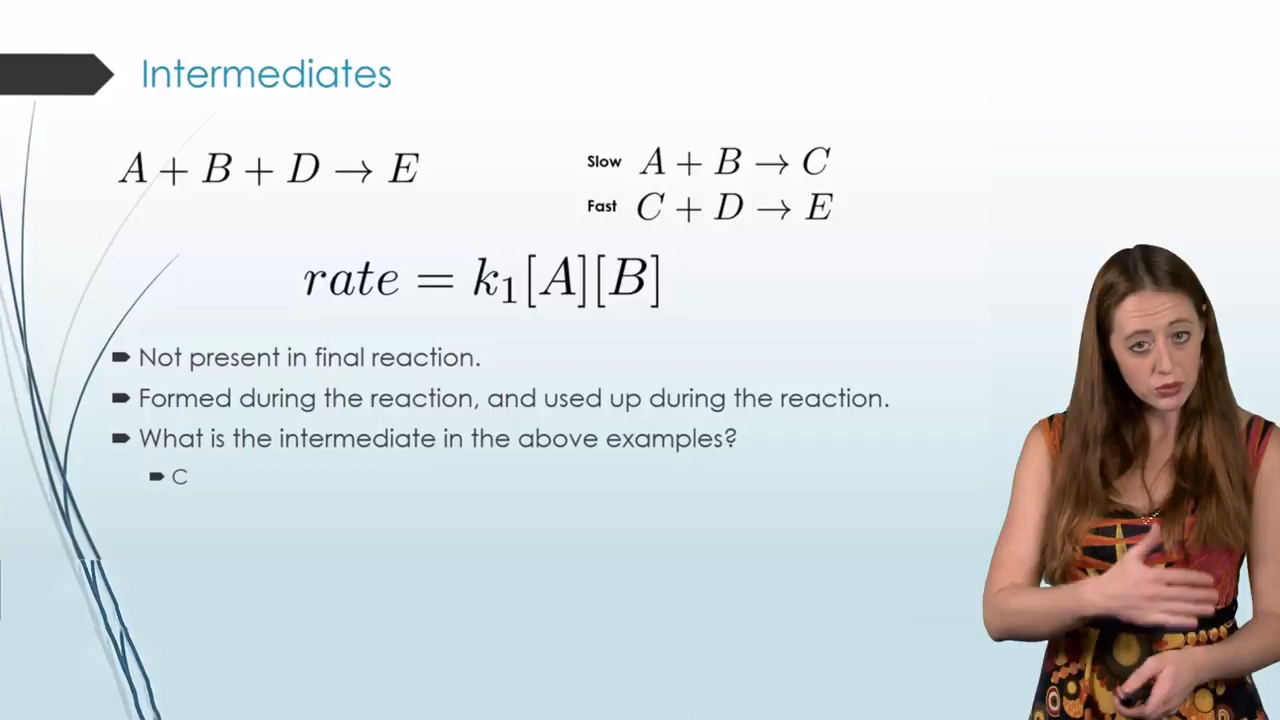 Intermediates
A + B + D → E
Slow A + B → C
Fast C + D → E
rate = k₁[A][B]
Not present in final reaction.
Formed during the reaction, and used up during the reaction.
What is the intermediate in the above examples?
C